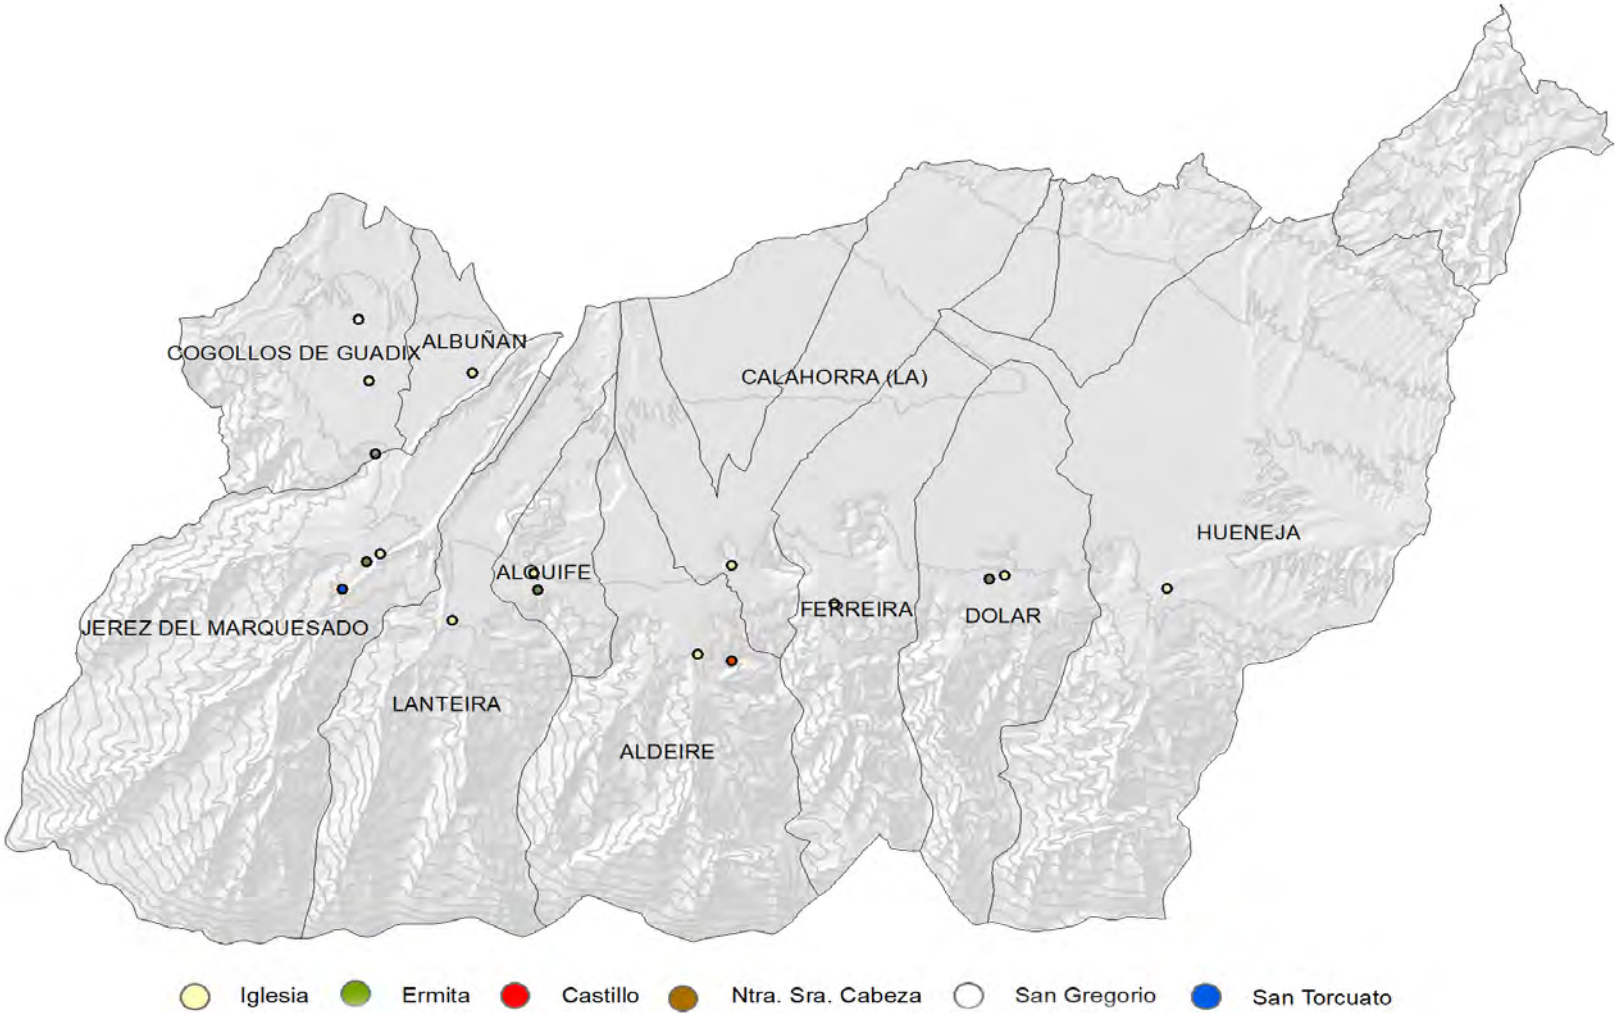 ALBUÑAN
COGOLLOS DE GUADIX
CALAHORRA (LA)
HUENEJA
ALQUIFE
FERREIRA
DOLAR
JEREZ DEL MARQUESADO
LANTEIRA
ALDEIRE
Iglesia Ermita Castillo Ntra. Sra. Cabeza San Gregorio San Torcuato